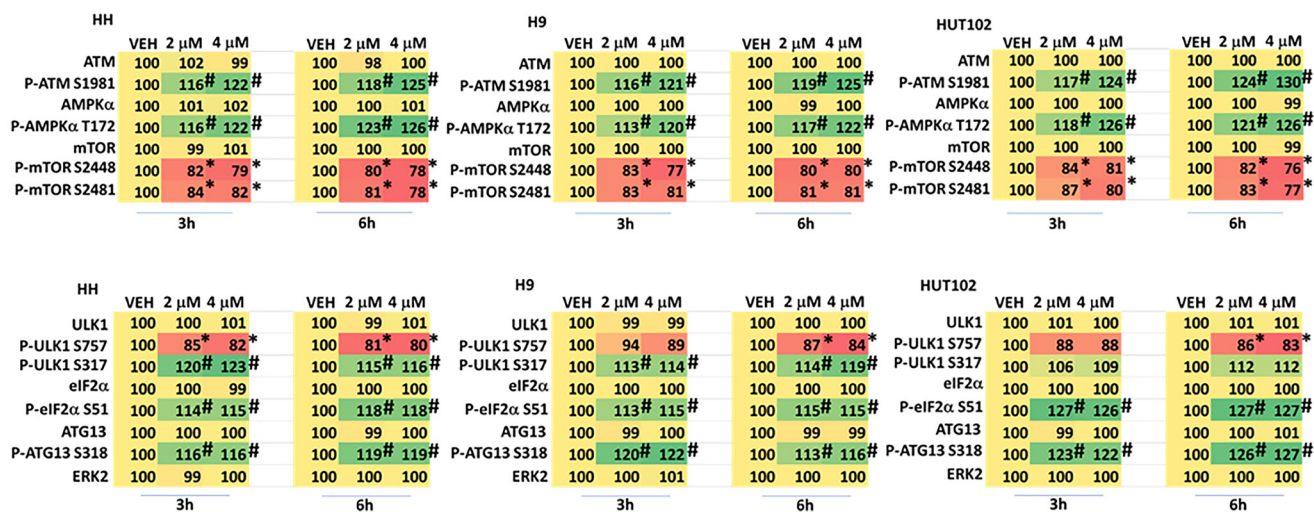 HH
VEH 2 μM 4 μM
ATM 100 102 99 100 98 100
P-ATM S1981 100 116# 122# 100 118# 125#
AMPKα 100 101 102 100 100 101
P-AMPKα T172 100 116# 122# 100 123# 126#
mTOR 100 99 101 100 100 100
P-mTOR S2448 100 82* 79* 100 80* 78*
P-mTOR S2481 100 84* 82* 100 81* 78*
3h 6h
H9
VEH 2 μM 4 μM VEH 2 μM 4 μM
ATM 100 100 100 100 100 100
P-ATM S1981 100 116# 121# 100 119# 125#
AMPKα 100 100 100 100 99 100
P-AMPKα T172 100 113# 120# 100 117# 122#
mTOR 100 100 100 100 100 100
P-mTOR S2448 100 83* 77* 100 80* 80*
P-mTOR S2481 100 83* 81* 100 81* 81*
3h 6h
HUT102
VEH 2 μM 4 μM VEH 2 μM 4 μM
ATM 100 100 100 100 100 100
P-ATM S1981 100 117# 124# 100 124# 130#
AMPKα 100 100 100 100 100 99
P-AMPKα T172 100 118# 126# 100 121# 126#
mTOR 100 100 100 100 100 99
P-mTOR S2448 100 84* 81* 100 82* 76*
P-mTOR S2481 100 87* 80* 100 83* 77*
3h 6h
HH
VEH 2 μM 4 μM VEH 2 μM 4 μM
ULK1 100 100 101 100 99 101
P-ULK1 S757 100 85* 82* 100 81* 80*
P-ULK1 S317 100 120# 123# 100 115# 116#
eIF2α 100 100 99 100 100 100
P-eIF2α S51 100 114# 115# 100 118# 118#
ATG13 100 100 100 100 99 100
P-ATG13 S318 100 116# 116# 100 119# 119#
ERK2 100 99 100 100 100 100
3h 6h
H9
VEH 2 μM 4 μM VEH 2 μM 4 μM
ULK1 100 99 99 100 99 101
P-ULK1 S757 100 94 89 100 87* 84*
P-ULK1 S317 100 113# 114# 100 114# 119#
eIF2α 100 100 100 100 100 100
P-eIF2α S51 100 113# 115# 100 115# 115#
ATG13 100 99 100 100 99 99
P-ATG13 S318 100 120# 122# 100 113# 116#
ERK2 100 100 101 100 100 100
3h 6h
HUT102
VEH 2 μM 4 μM VEH 2 μM 4 μM
ULK1 100 101 100 100 101 101
P-ULK1 S757 100 88 88 100 86* 83*
P-ULK1 S317 100 106 109 100 112 112
eIF2α 100 100 100 100 100 100
P-eIF2α S51 100 127# 126# 100 127# 127#
ATG13 100 99 100 100 100 101
P-ATG13 S318 100 123# 122# 100 126# 127#
ERK2 100 100 100 100 100 100
3h 6h